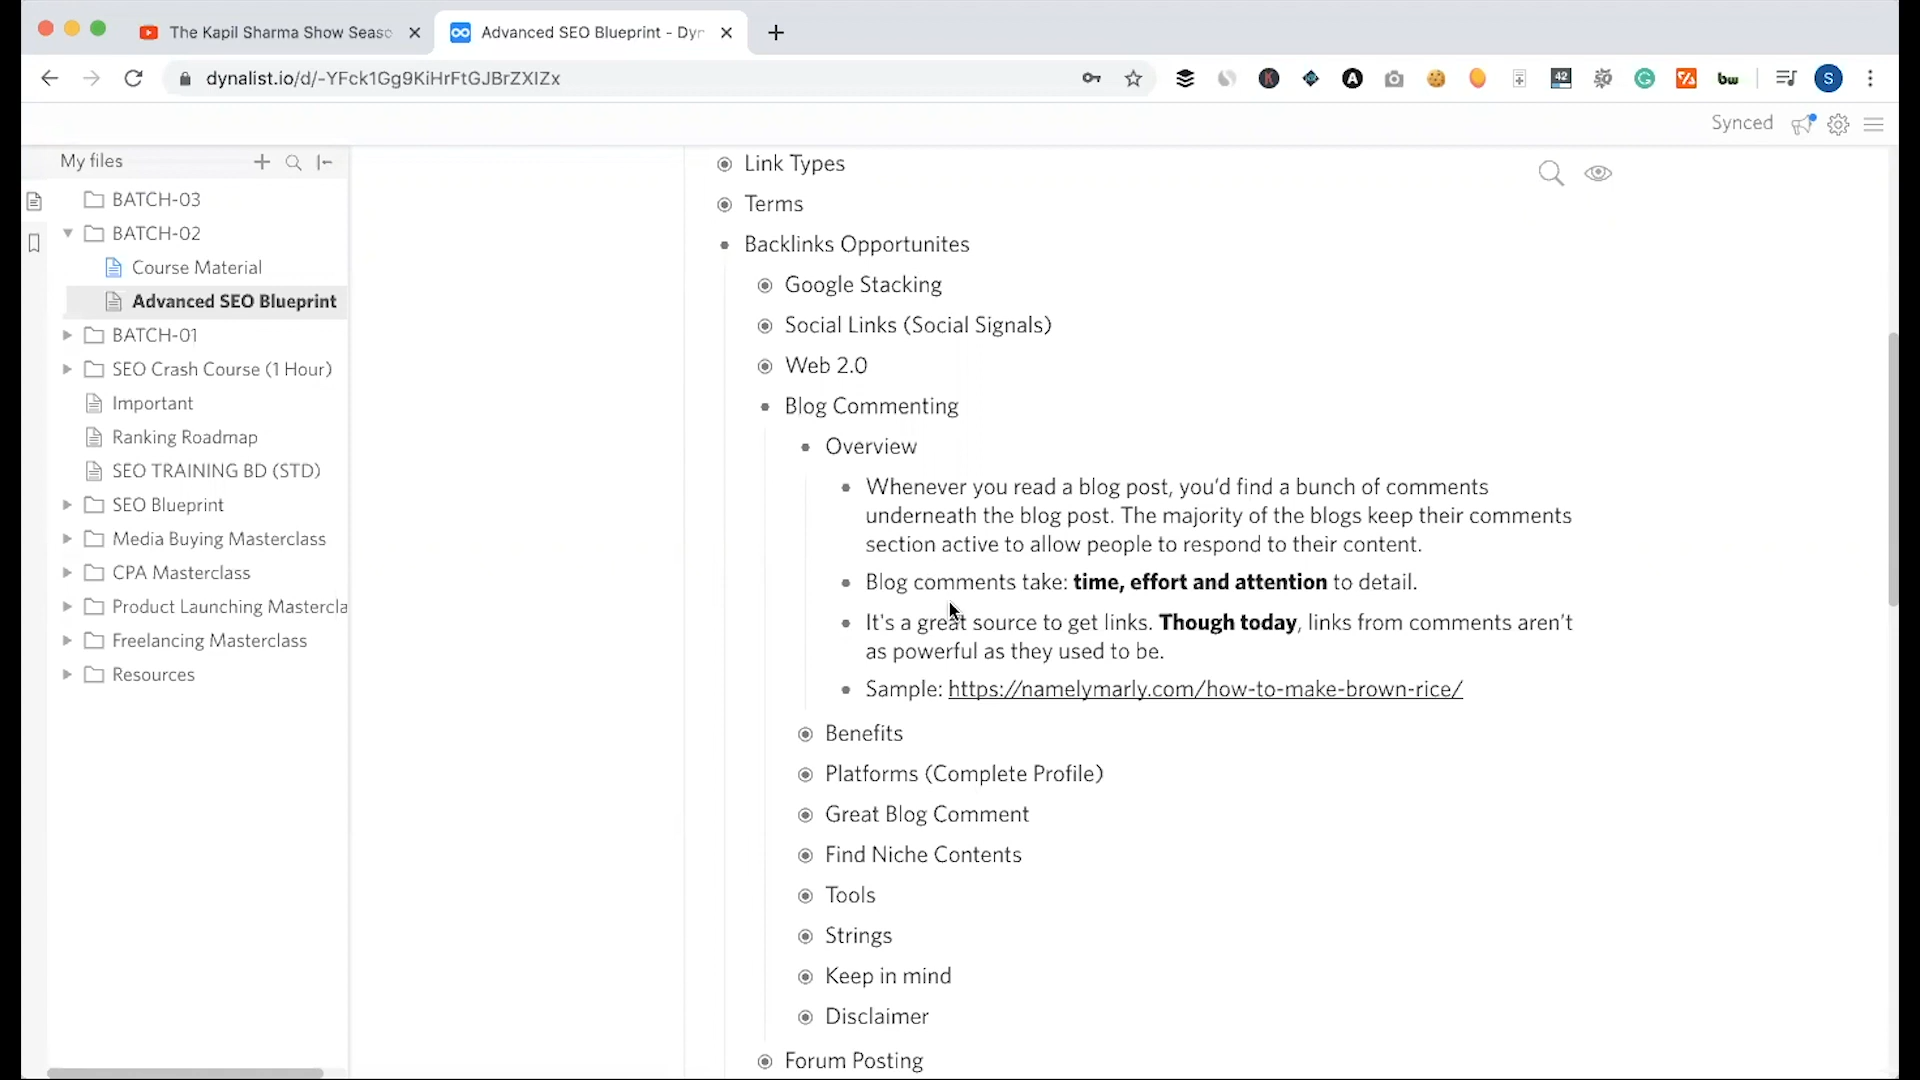 The Kapil Sharma Show Seaso
Advanced SEO Blueprint - Dyn
dynalist.io/d/-YFck1Gg9KiHrFtGJBrZXIZx
42
bw
S
Synced
My files
BATCH-03
BATCH-02
Course Material
Advanced SEO Blueprint
BATCH-01
SEO Crash Course (1 Hour)
Important
Ranking Roadmap
SEO TRAINING BD (STD)
SEO Blueprint
Media Buying Masterclass
CPA Masterclass
Product Launching Mastercla
Freelancing Masterclass
Resources
Link Types
Terms
Backlinks Opportunites
Google Stacking
Social Links (Social Signals)
Web 2.0
Blog Commenting
Overview
Whenever you read a blog post, you'd find a bunch of comments
underneath the blog post. The majority of the blogs keep their comments
section active to allow people to respond to their content.
Blog comments take: time, effort and attention to detail.
It's a great source to get links. Though today, links from comments aren't
as powerful as they used to be.
Sample: https://namelymarly.com/how-to-make-brown-rice/
Benefits
Platforms (Complete Profile)
Great Blog Comment
Find Niche Contents
Tools
Strings
Keep in mind
Disclaimer
Forum Posting